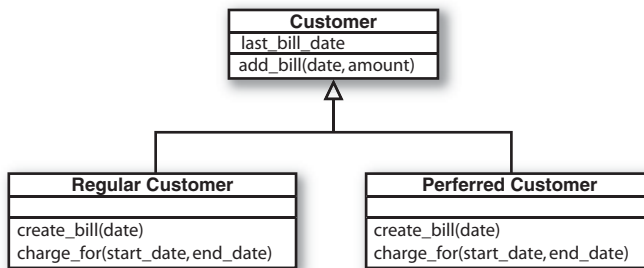 Customer
last_bill_date
add_bill(date, amount)
Regular Customer
create_bill(date)
charge_for(start_date, end_date)
Perferred Customer
create_bill(date)
charge_for(start_date, end_date)